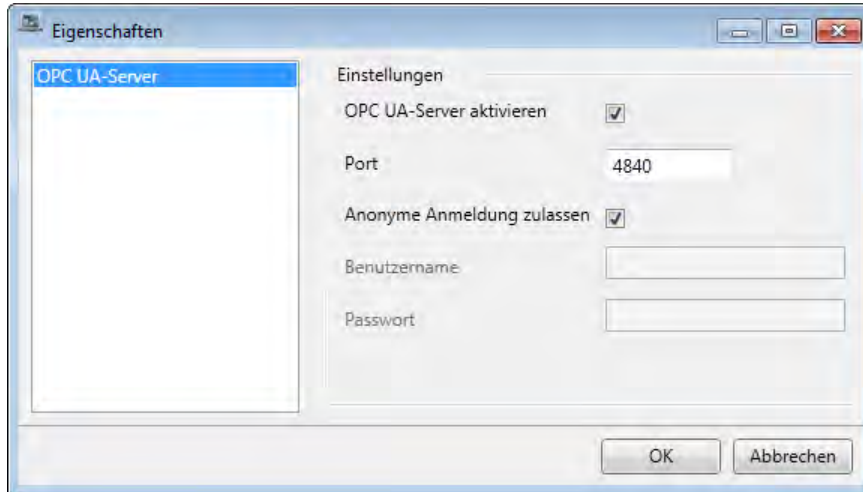 Eigenschaften
OPC UA-Server
Einstellungen
OPC UA-Server aktivieren
Port
4840
Anonyme Anmeldung zulassen
Benutzername
Passwort
OK
Abbrechen